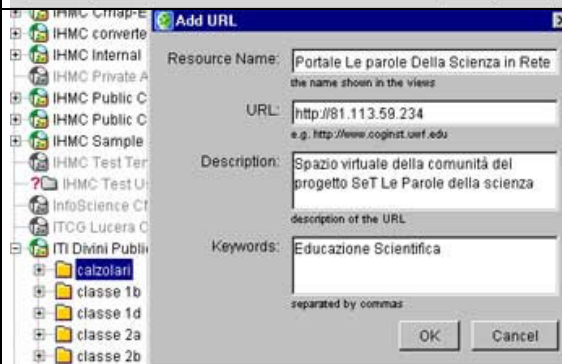 IHMC Cmap-E
IHMC converte
IHMC Internal
IHMC Private A
IHMC Public C
IHMC Public C
IHMC Sample
IHMC Test Ter
IHMC Test Us
InfoScience
ITCG Lucera C
ITI Divini Public
calzolari
classe 1b
classe 1d
classe 2a
classe 2b
Add URL
Resource Name: Portale Le parole Della Scienza in Rete
the name shown in the views
URL: http://81.113.59.234
e.g. http://www.coginst.uwf.edu
Description: Spazio virtuale della comunità del
progetto SeT Le Parole della scienza
description of the URL
Keywords: Educazione Scientifica
separated by commas
OK Cancel